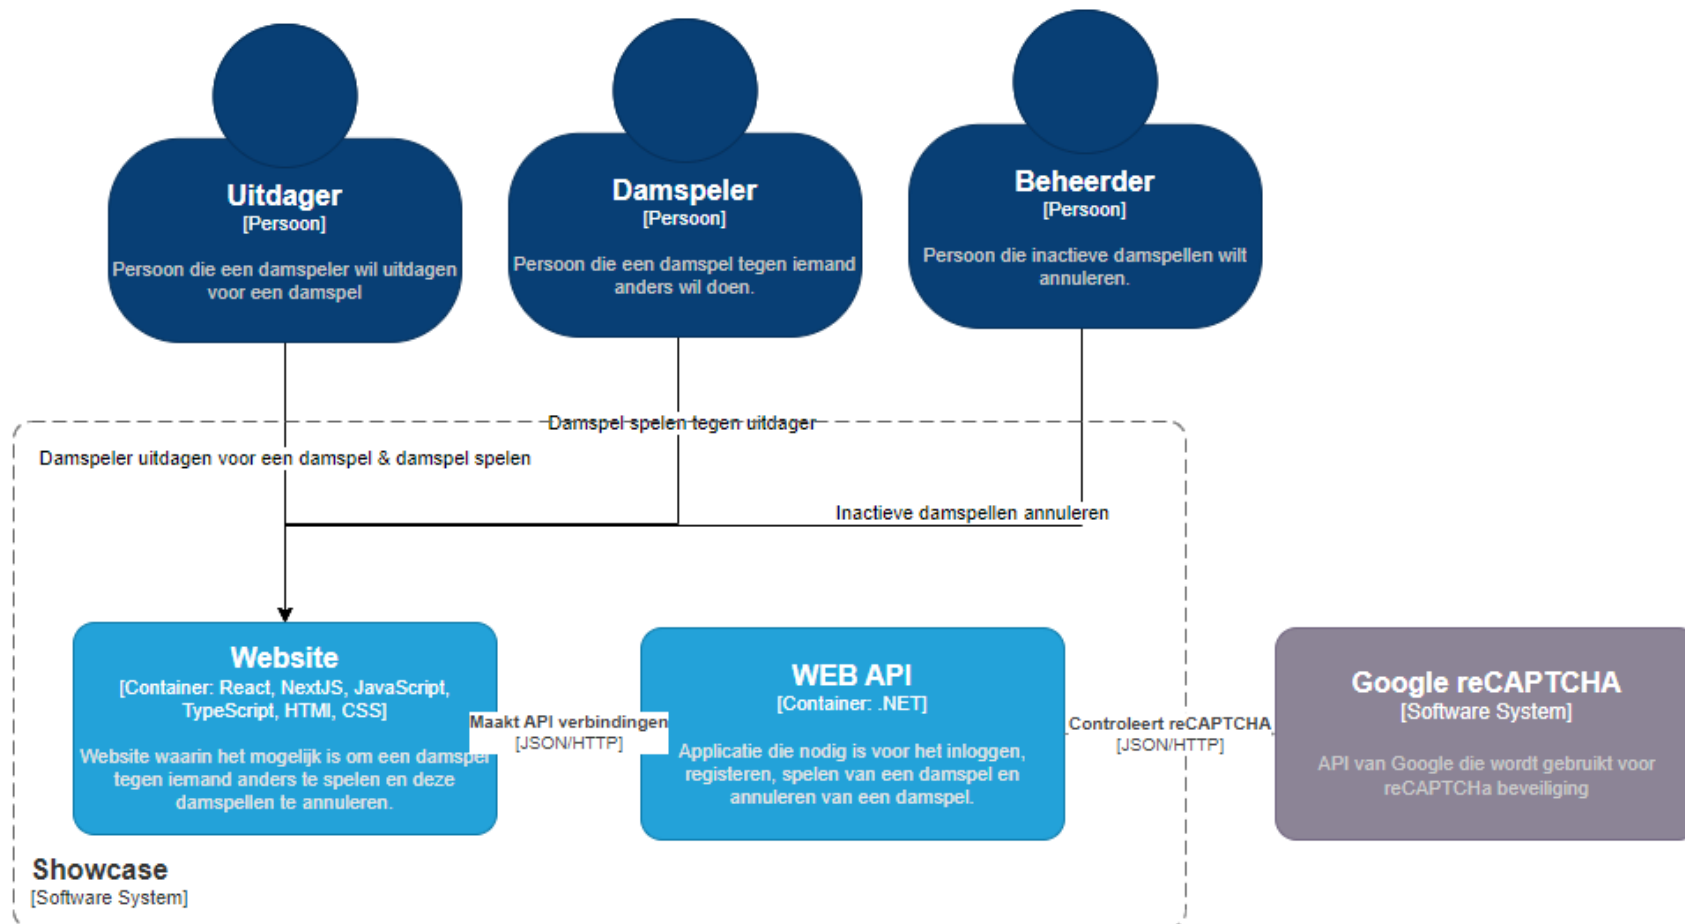 Uitdager
[Persoon]
Persoon die een damspeler wil uitdagen
voor een damspel
Damspeler
[Persoon]
Persoon die een damspel tegen iemand
anders wil doen.
Beheerder
[Persoon]
Persoon die inactieve damspellen wilt
annuleren.
Damspel spelen tegen uitdager
Damspeler uitdagen voor een damspel & damspel spelen
Inactieve damspellen annuleren
Website
[Container: React, NextJS, JavaScript,
TypeScript, HTMl, CSS]
Website waarin het mogelijk is om een damspel
tegen iemand anders te spelen en deze
damspellen te annuleren.
Maakt API verbindingen
[JSON/HTTP]
WEB API
[Container: .NET]
Applicatie die nodig is voor het inloggen,
registeren, spelen van een damspel en
annuleren van een damspel.
Controleert reCAPTCHA
[JSON/HTTP]
Google reCAPTCHA
[Software System]
API van Google die wordt gebruikt voor
reCAPTCHa beveiliging
Showcase
[Software System]